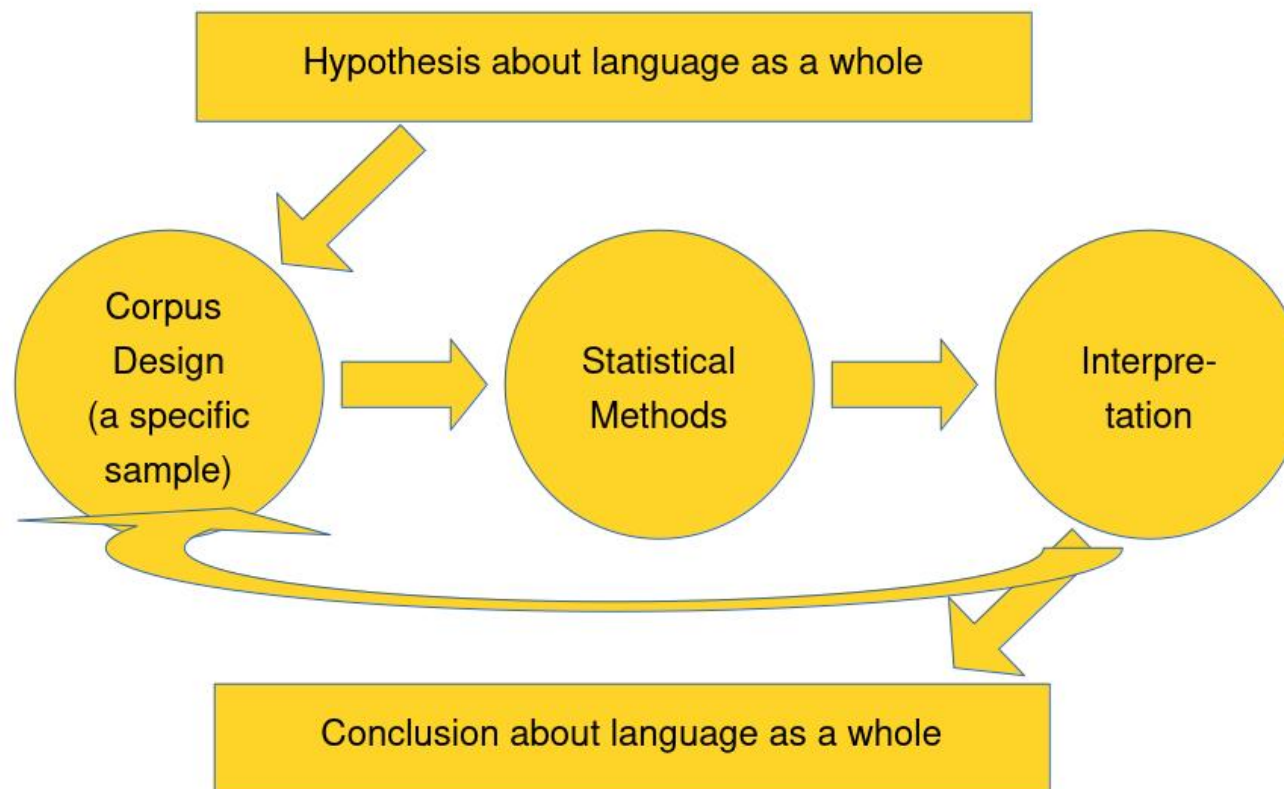 Hypothesis about language as a whole
Corpus
Design
(a specific
sample)
Statistical
Methods
Interpre-
tation
Conclusion about language as a whole